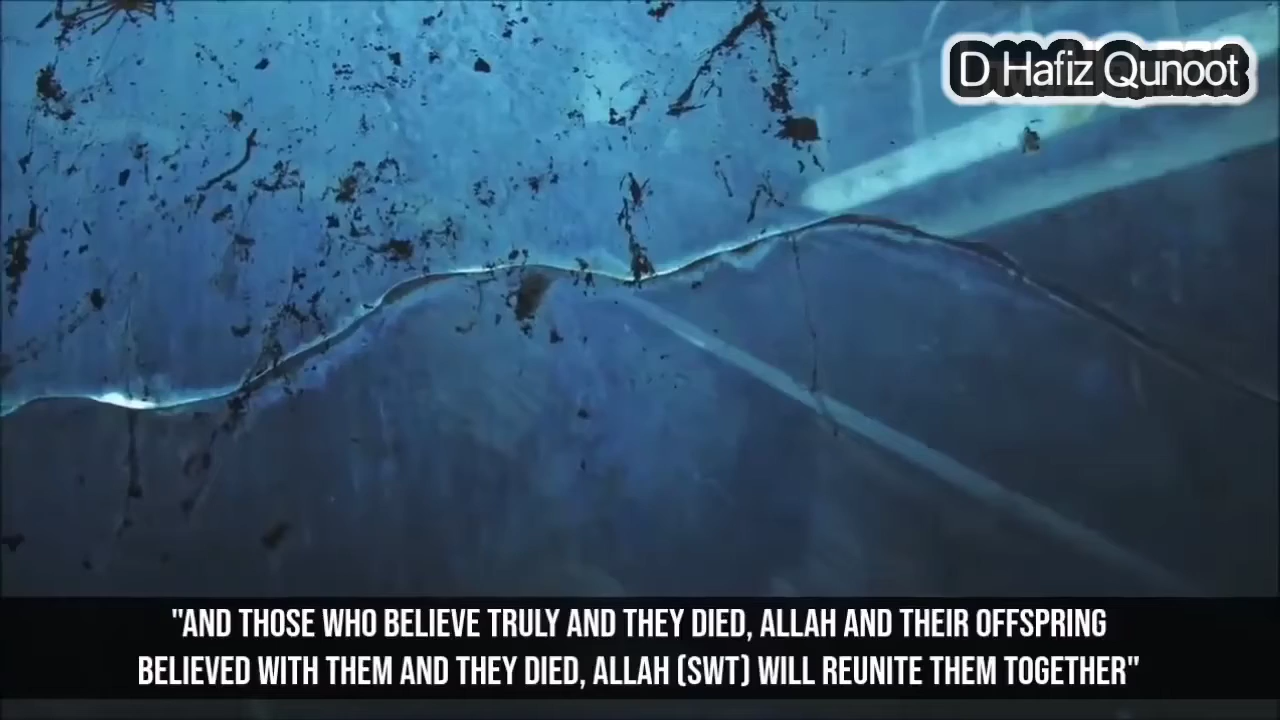 D Hafiz Qunoot
"AND THOSE WHO BELIEVE TRULY AND THEY DIED, ALLAH AND THEIR OFFSPRING
BELIEVED WITH THEM AND THEY DIED, ALLAH (SWT) WILL REUNITE THEM TOGETHER"